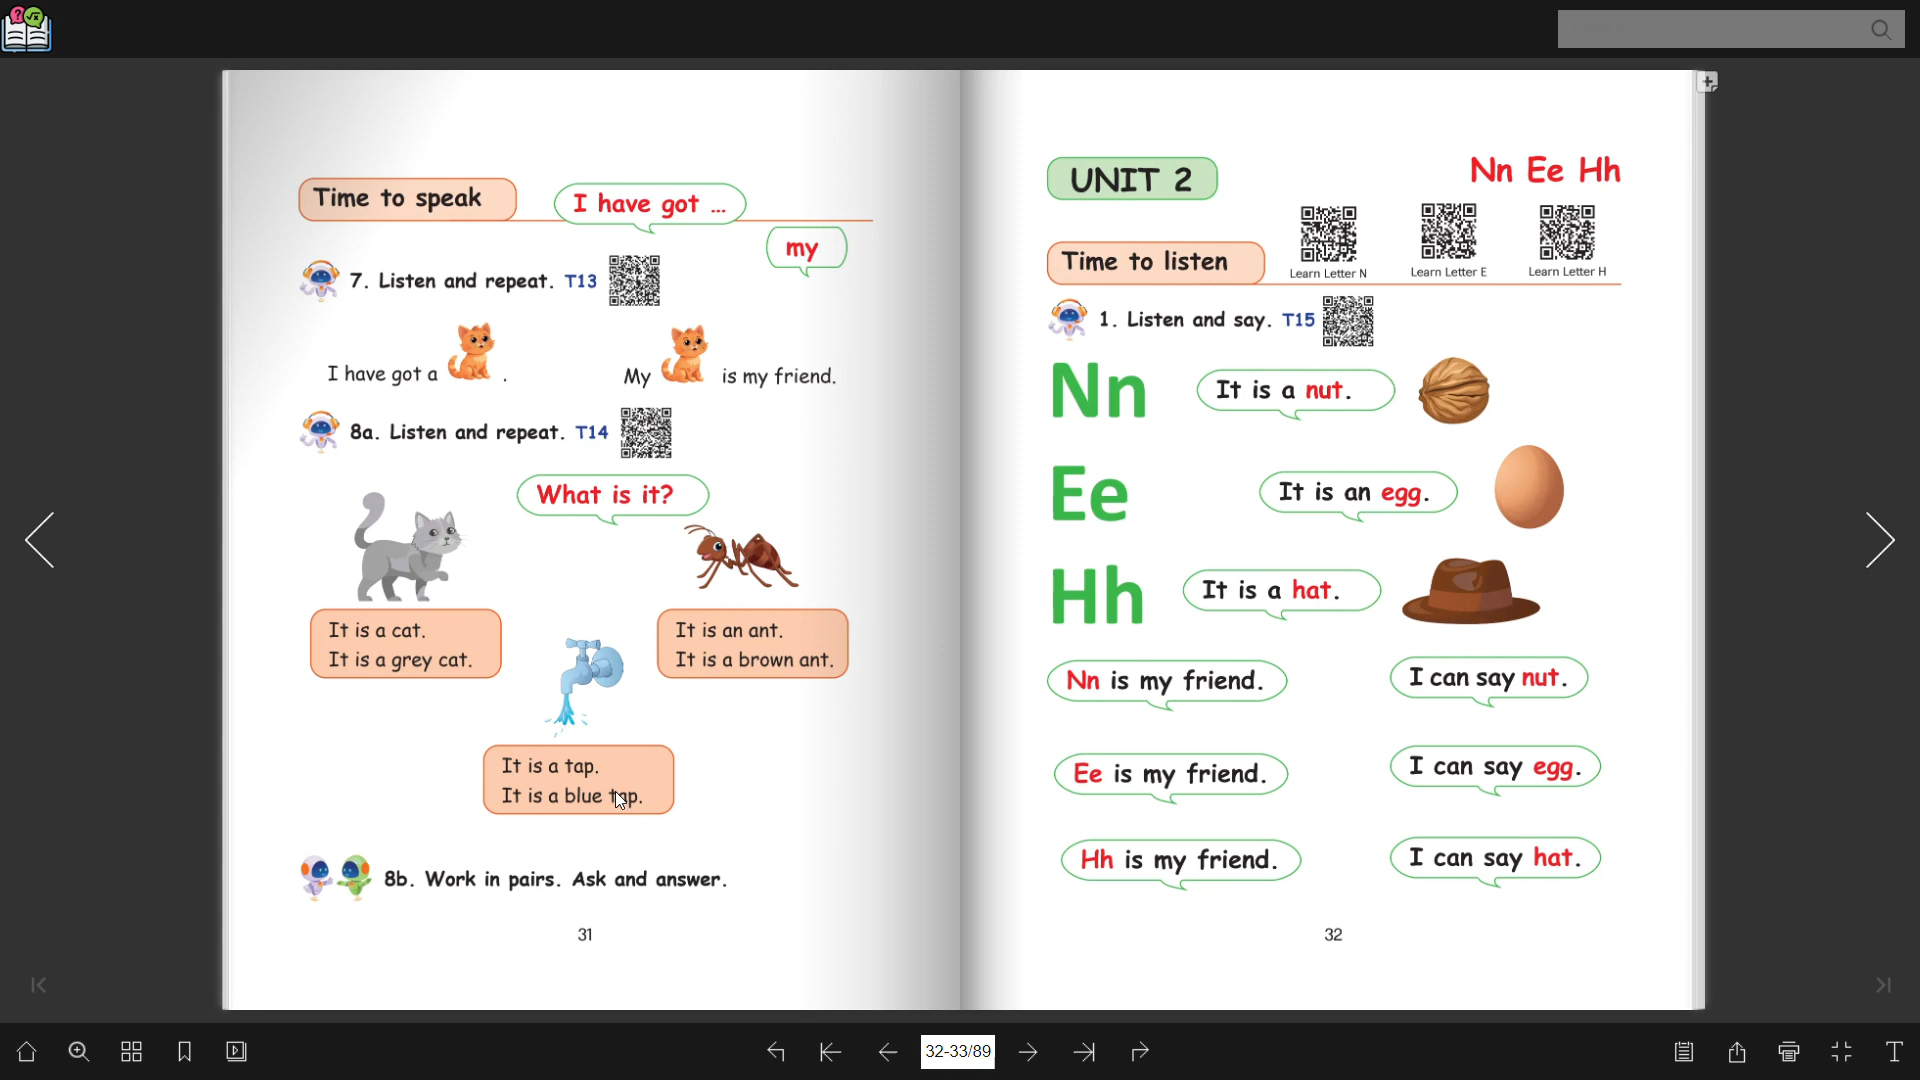 Time to speak
I have got ...
my
7. Listen and repeat. T13
I have got a .
My is my friend.
8a. Listen and repeat. T14
What is it?
It is a cat.
It is a grey cat.
It is an ant.
It is a brown ant.
It is a tap.
It is a blue tap.
8b. Work in pairs. Ask and answer.
31
UNIT 2
Nn Ee Hh
Learn Letter N
Learn Letter E
Learn Letter H
Time to listen
1. Listen and say. T15
Nn
It is a nut.
Ee
It is an egg.
Hh
It is a hat.
Nn is my friend.
I can say nut.
Ee is my friend.
I can say egg.
Hh is my friend.
I can say hat.
32
32-33/89